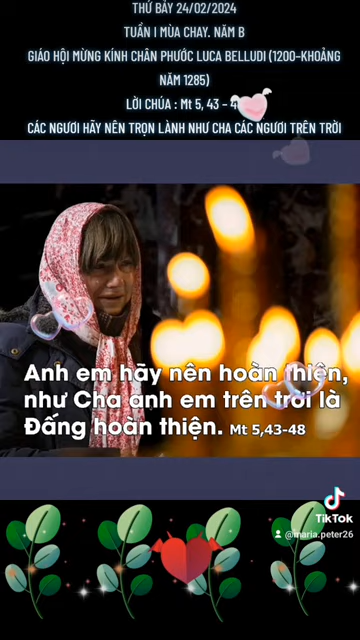 THỨ BẢY 24/02/2024
TUẦN I MÙA CHAY. NĂM B
GIÁO HỘI MỪNG KÍNH CHÂN PHƯỚC LUCA BELLUDI (1200-KHOẢNG
NĂM 1285)
LỜI CHÚA : Mt 5, 43 - 4
CÁC NGƯƠI HÃY NÊN TRỌN LÀNH NHƯ CHA CÁC NGƯƠI TRÊN TRỜI
Anh em hãy nên hoàn thiện,
như Cha anh em trên trời là
Đấng hoàn thiện. Mt 5,43-48
TikTok
@maria.peter26